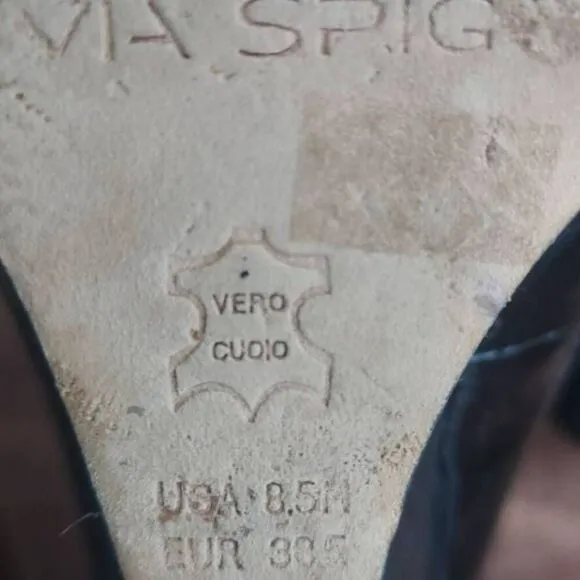 VIA SPIG
VERO
CUOIO
USA 8.5M
EUR 38.5